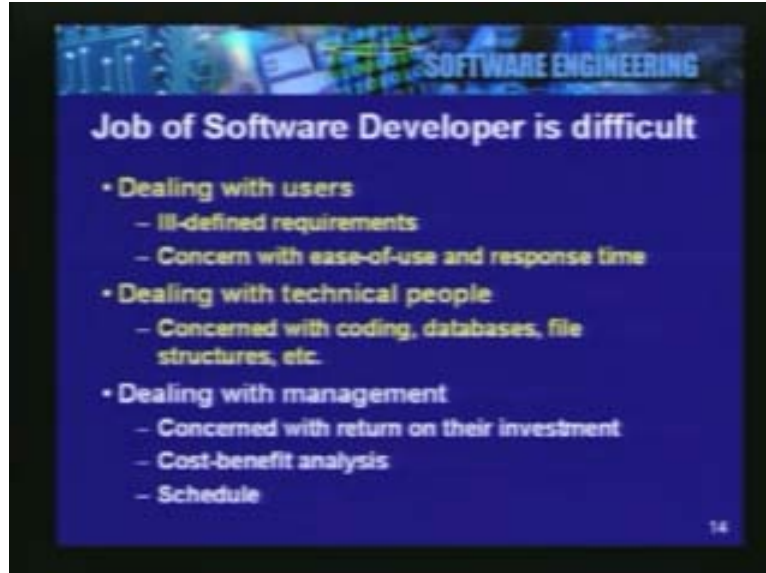 SOFTWARE ENGINEERING
Job of Software Developer is difficult
• Dealing with users
– Ill-defined requirements
– Concern with ease-of-use and response time
• Dealing with technical people
– Concerned with coding, databases, file
structures, etc.
• Dealing with management
– Concerned with return on their investment
– Cost-benefit analysis
– Schedule
14